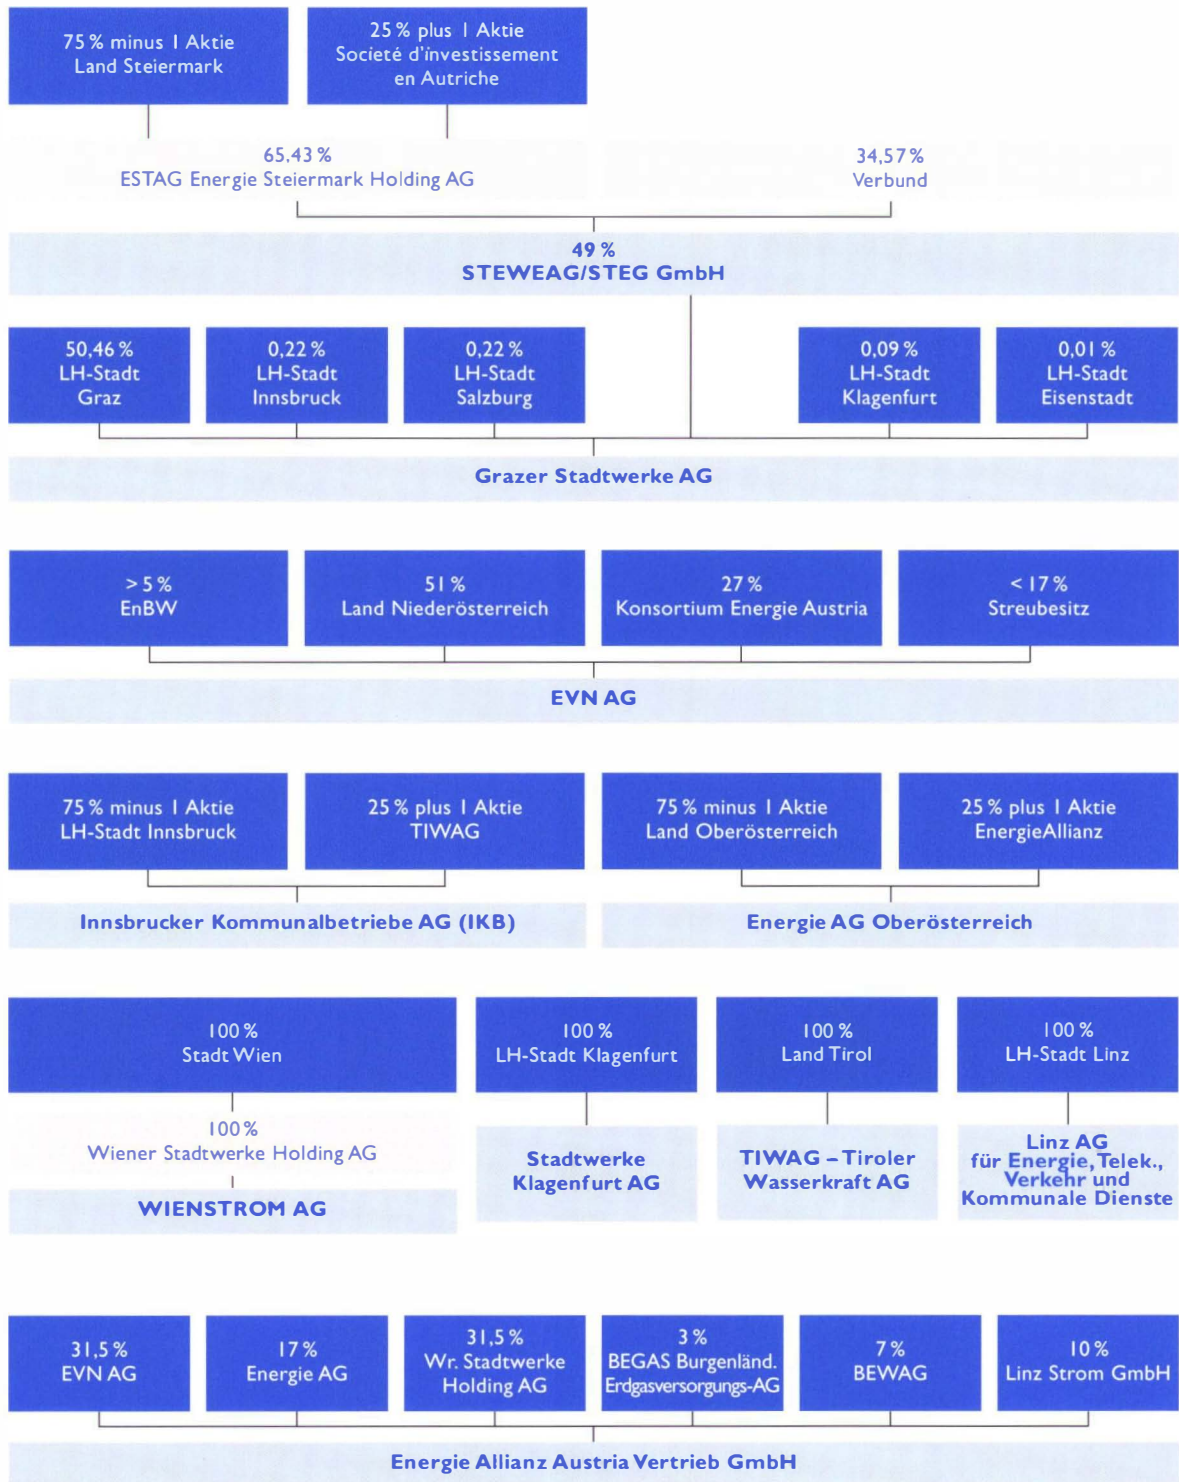 75 % minus 1 Aktie
Land Steiermark
25 % plus 1 Aktie
Societé d'investissement
en Autriche
65,43 %
ESTAG Energie Steiermark Holding AG
34,57 %
Verbund
49 %
STEWEAG/STEG GmbH
50,46 %
LH-Stadt
Graz
0,22 %
LH-Stadt
Innsbruck
0,22 %
LH-Stadt
Salzburg
0,09 %
LH-Stadt
Klagenfurt
0,01 %
LH-Stadt
Eisenstadt
Grazer Stadtwerke AG
> 5 %
EnBW
51 %
Land Niederösterreich
27 %
Konsortium Energie Austria
< 17 %
Streubesitz
EVN AG
75 % minus 1 Aktie
LH-Stadt Innsbruck
25 % plus 1 Aktie
TIWAG
75 % minus 1 Aktie
Land Oberösterreich
25 % plus 1 Aktie
EnergieAllianz
Innsbrucker Kommunalbetriebe AG (IKB)
Energie AG Oberösterreich
100 %
Stadt Wien
100 %
LH-Stadt Klagenfurt
100 %
Land Tirol
100 %
LH-Stadt Linz
100 %
Wiener Stadtwerke Holding AG
WIENSTROM AG
Stadtwerke
Klagenfurt AG
TIWAG – Tiroler
Wasserkraft AG
Linz AG
für Energie, Telek.,
Verkehr und
Kommunale Dienste
31,5 %
EVN AG
17 %
Energie AG
31,5 %
Wr. Stadtwerke
Holding AG
3 %
BEGAS Burgenländ.
Erdgasversorgungs-AG
7 %
BEWAG
10 %
Linz Strom GmbH
Energie Allianz Austria Vertrieb GmbH